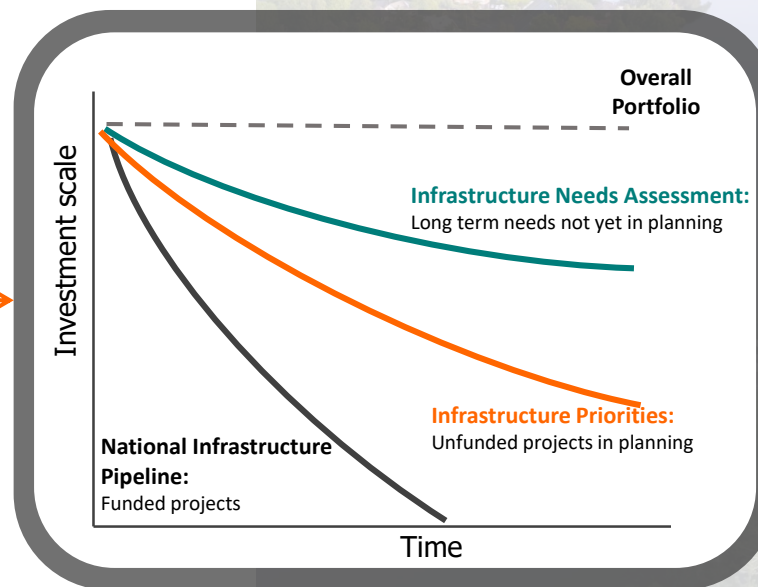 Overall
Portfolio
Investment scale
Infrastructure Needs Assessment:
Long term needs not yet in planning
Infrastructure Priorities:
Unfunded projects in planning
National Infrastructure
Pipeline:
Funded projects
Time